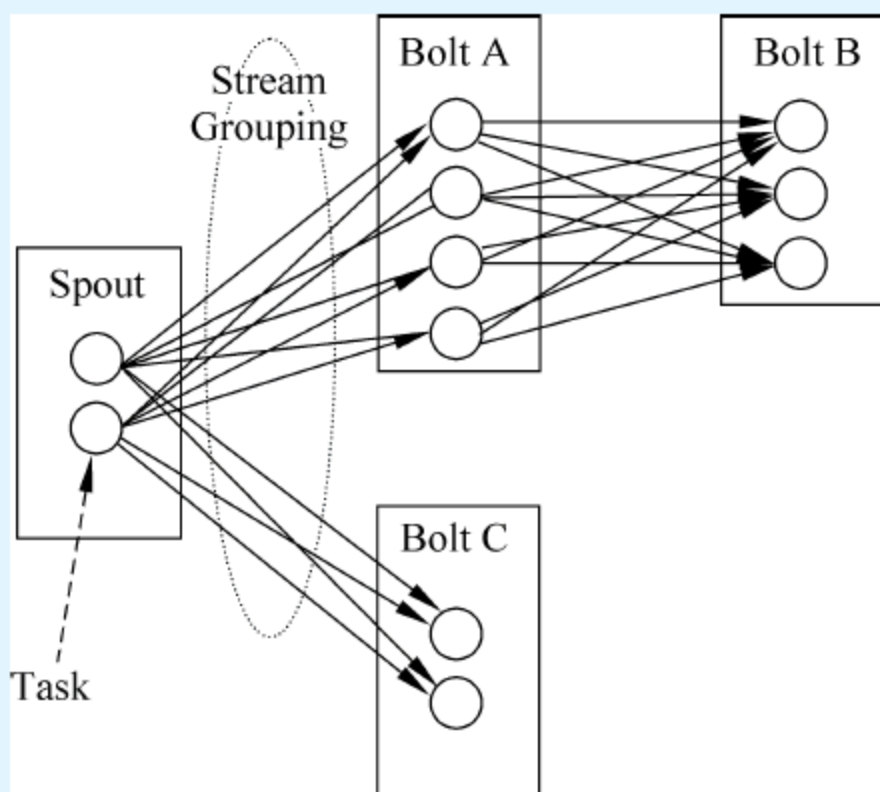 Stream
Grouping
Bolt A
Bolt B
Spout
Bolt C
Task